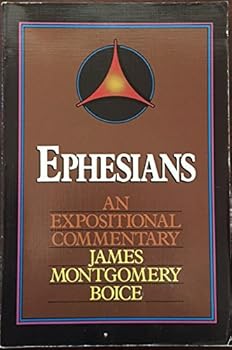 EPHESIANS
AN
EXPOSITIONAL
COMMENTARY
JAMES
MONTGOMERY
BOICE